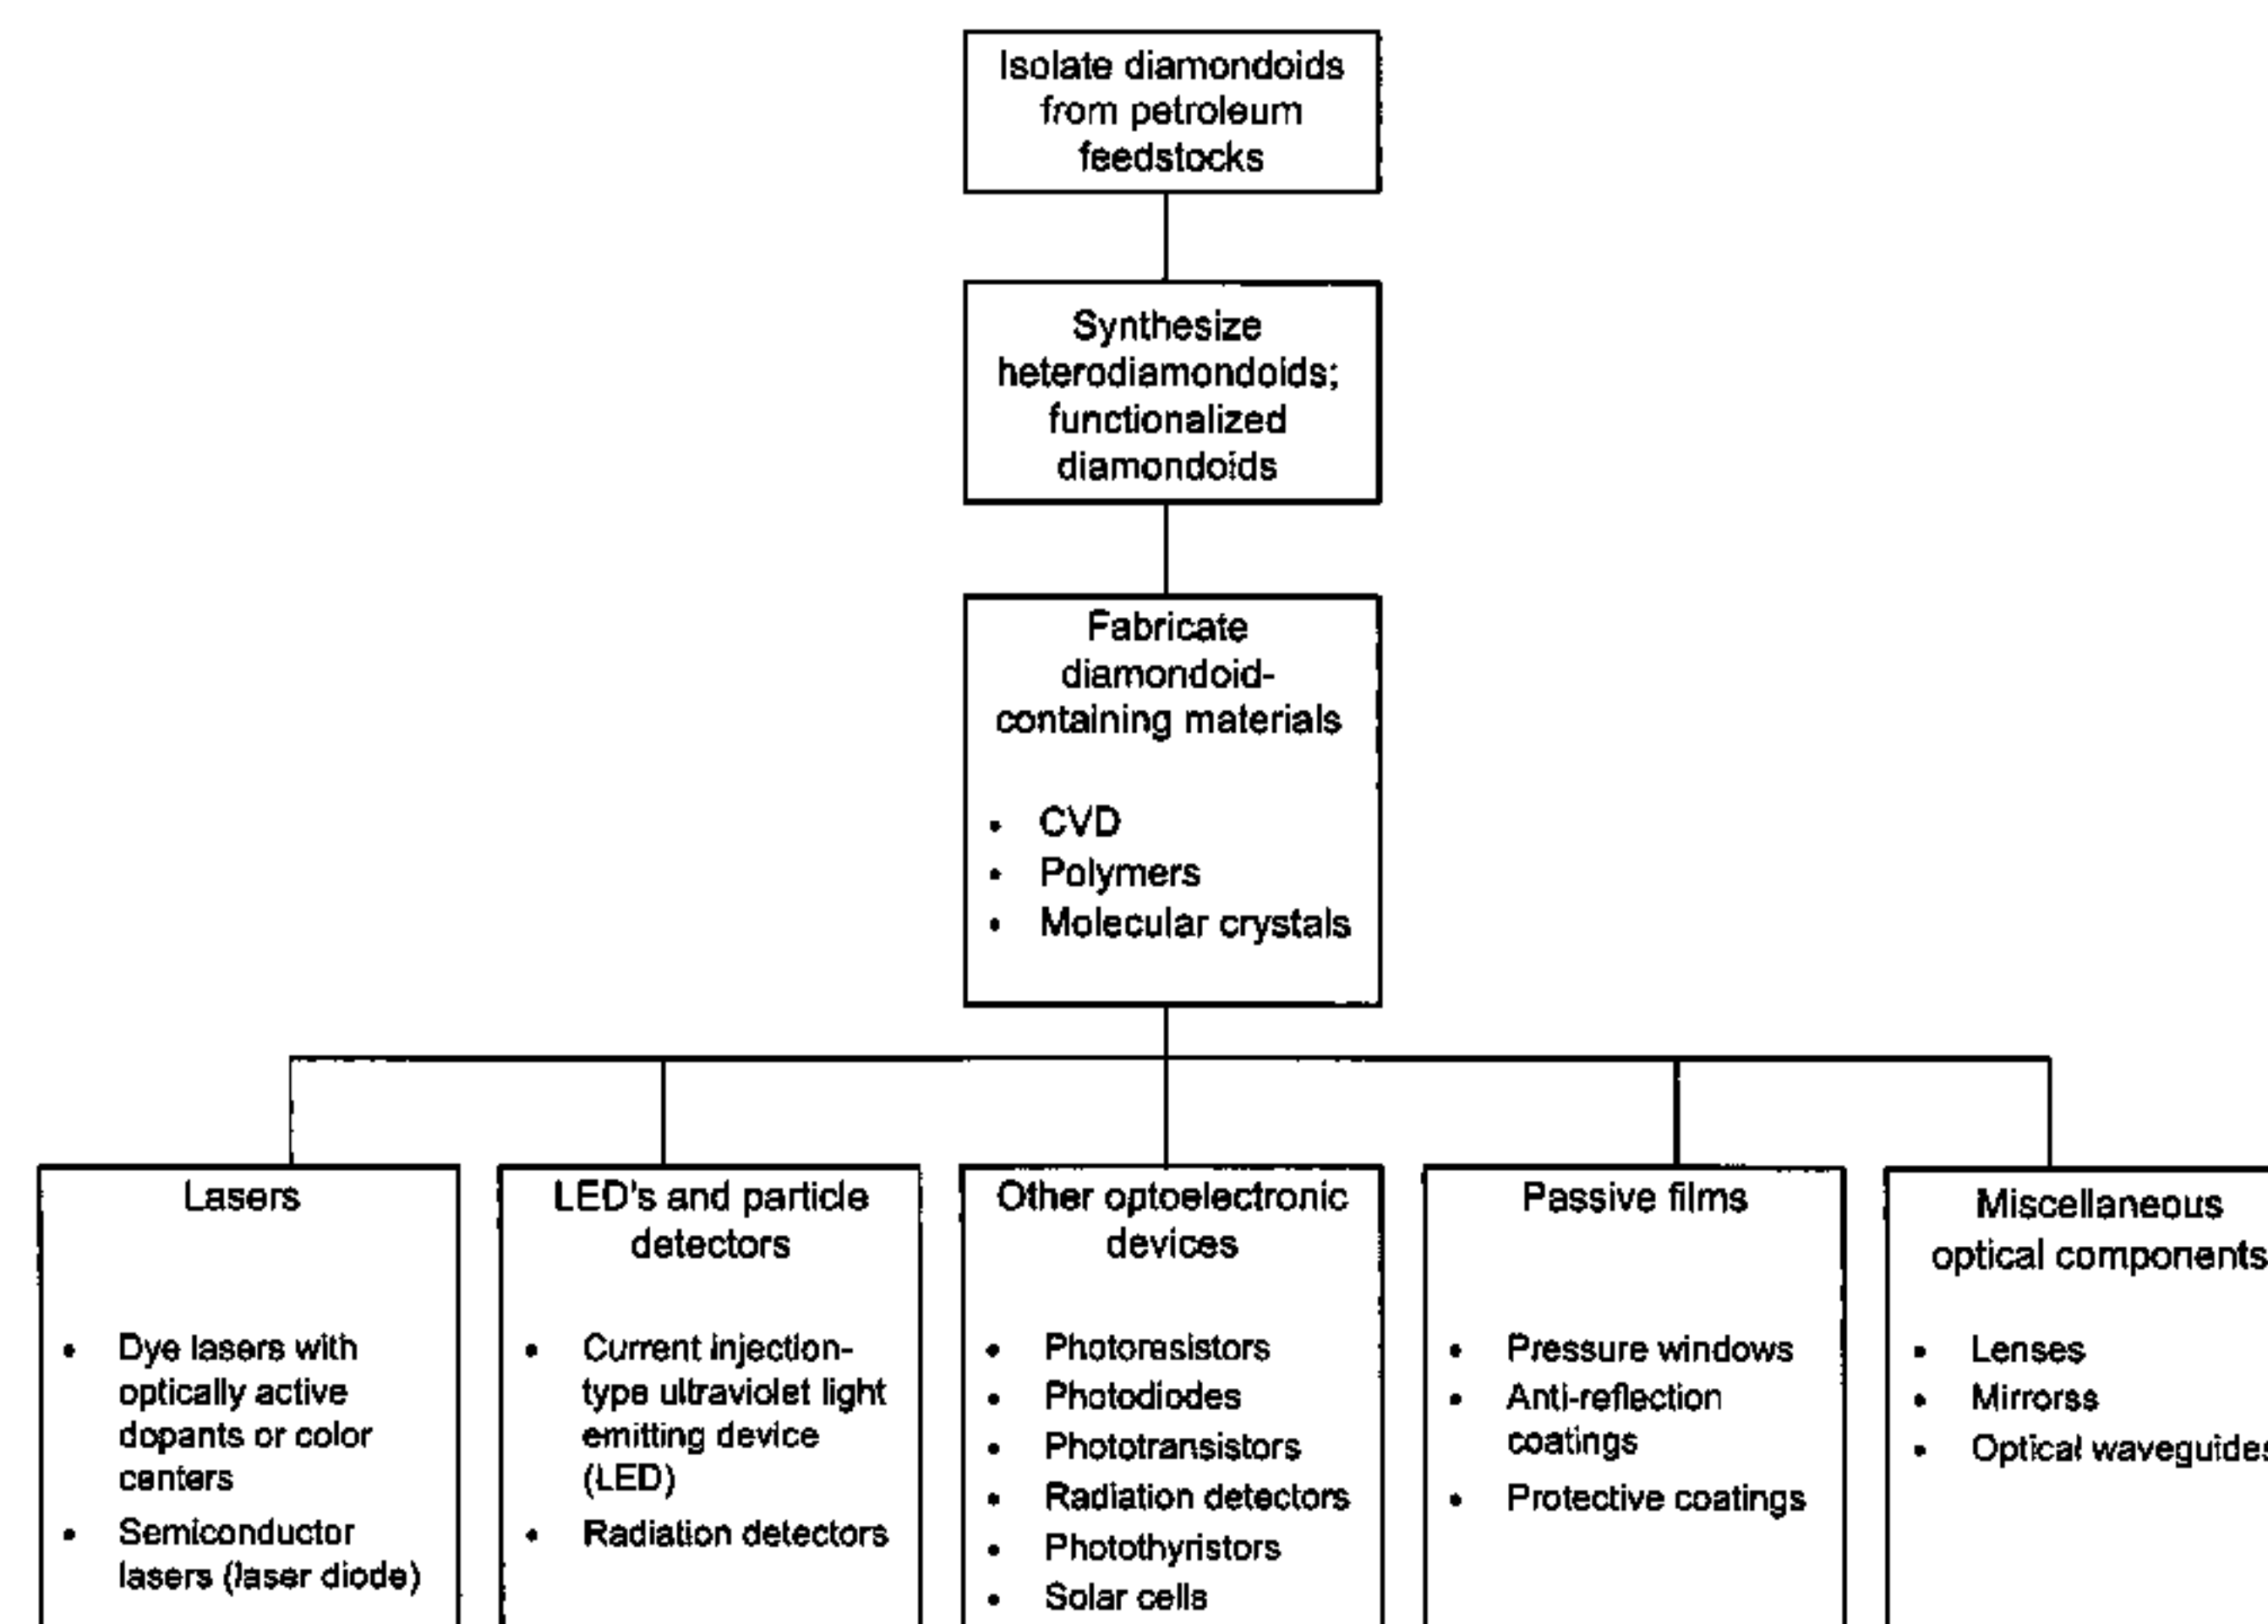 Isolate diamondoids
from petroleum
feedstocks
Synthesize
heterodiamondoids;
functionalized
diamondoids
Fabricate
diamondoid-
containing materials
• CVD
• Polymers
• Molecular crystals
Lasers
• Dye lasers with
optically active
dopants or color
centers
• Semiconductor
lasers (laser diode)
LED's and particle
detectors
• Current injection-
type ultraviolet light
emitting device
(LED)
• Radiation detectors
Other optoelectronic
devices
• Photoresistors
• Photodiodes
• Phototransistors
• Radiation detectors
• Photothyristors
• Solar cells
Passive films
• Pressure windows
• Anti-reflection
coatings
• Protective coatings
Miscellaneous
optical components
• Lenses
• Mirrorss
• Optical waveguides